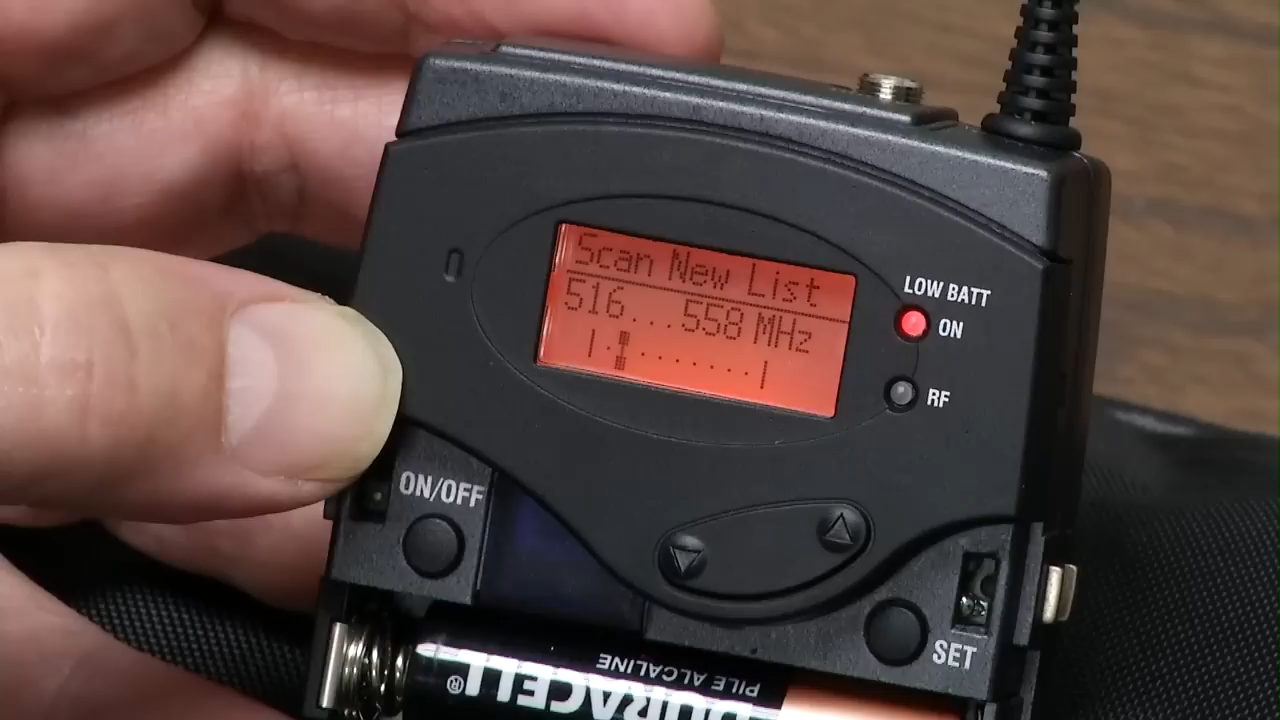 Scan New List
516...558 MHz
LOW BATT
ON
RF
ON/OFF
SET
PILE ALCALINE
DURACELL®